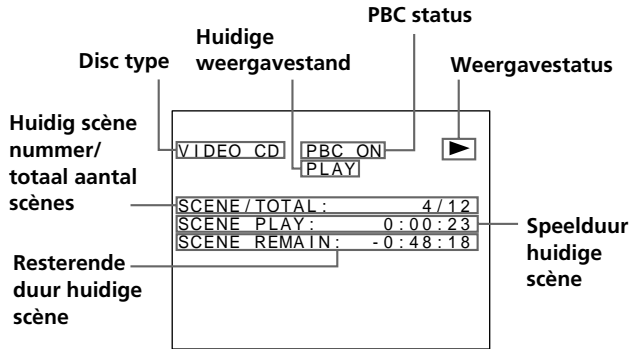 PBC status
Huidige
weergavestand
Disc type
Weergavestatus
Huidig scène
nummer/
totaal aantal
scènes
VIDEO CD PBC ON
PLAY
SCENE/TOTAL: 4/12
SCENE PLAY: 0:00:23
SCENE REMAIN: -0:48:18
Speelduur
huidige
scène
Resterende
duur huidige
scène